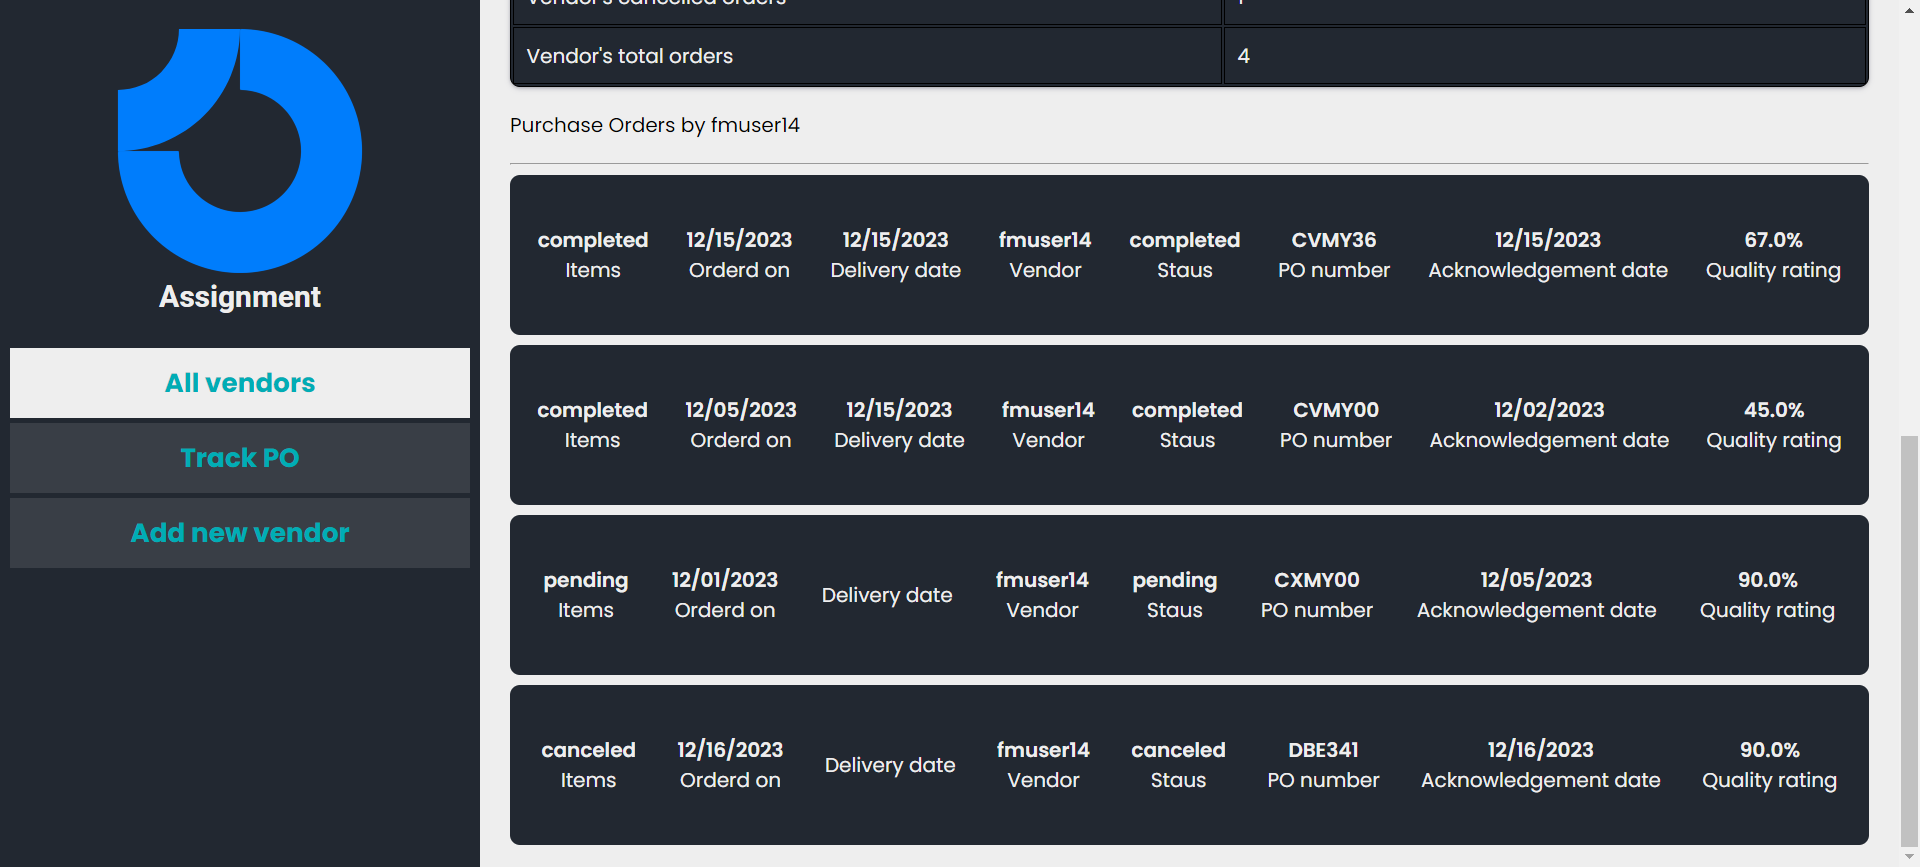 Assignment
All vendors
Track PO
Add new vendor
Vendor's cancelled orders 1
Vendor's total orders 4
Purchase Orders by fmuser14
completed 12/15/2023 12/15/2023 fmuser14 completed CVMY36 12/15/2023 67.0%
Items Orderd on Delivery date Vendor Staus PO number Acknowledgement date Quality rating
completed 12/05/2023 12/15/2023 fmuser14 completed CVMY00 12/02/2023 45.0%
Items Orderd on Delivery date Vendor Staus PO number Acknowledgement date Quality rating
pending 12/01/2023 fmuser14 pending CXMY00 12/05/2023 90.0%
Items Orderd on Delivery date Vendor Staus PO number Acknowledgement date Quality rating
canceled 12/16/2023 fmuser14 canceled DBE341 12/16/2023 90.0%
Items Orderd on Delivery date Vendor Staus PO number Acknowledgement date Quality rating